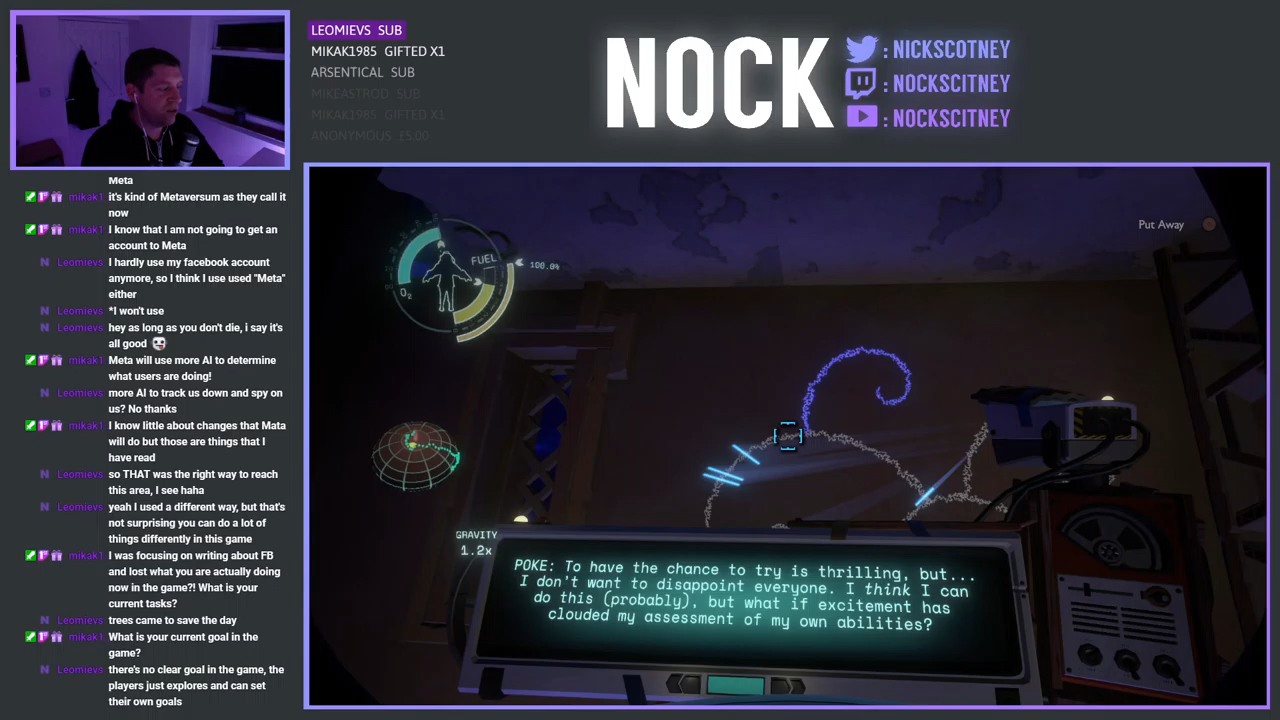 LEOMIEVS SUB
MIKAK1985 GIFTED X1
ARSENTICAL SUB
MIKEASTROD SUB
MIKAK1985 GIFTED X1
ANONYMOUS £5.00
NOCK
: NICKSCOTNEY
: NOCKSCITNEY
: NOCKSCITNEY
Meta
mikak1 it's kind of Metaversum as they call it
now
mikak1 I know that I am not going to get an
account to Meta
Leomievs I hardly use my facebook account
anymore, so I think I use used "Meta"
either
Leomievs *I won't use
Leomievs hey as long as you don't die, i say it's
all good
mikak1 Meta will use more AI to determine
what users are doing!
Leomievs more AI to track us down and spy on
us? No thanks
mikak1 I know little about changes that Mata
will do but those are things that I
have read
Leomievs so THAT was the right way to reach
this area, I see haha
Leomievs yeah I used a different way, but that's
not surprising you can do a lot of
things differently in this game
mikak1 I was focusing on writing about FB
and lost what you are actually doing
now in the game?! What is your
current tasks?
Leomievs trees came to save the day
mikak1 What is your current goal in the
game?
Leomievs there's no clear goal in the game, the
players just explores and can set
their own goals
Put Away
FUEL
100.0%
O2
GRAVITY
1.2x
POKE: To have the chance to try is thrilling, but...
I don't want to disappoint everyone. I think I can
do this (probably), but what if excitement has
clouded my assessment of my own abilities?